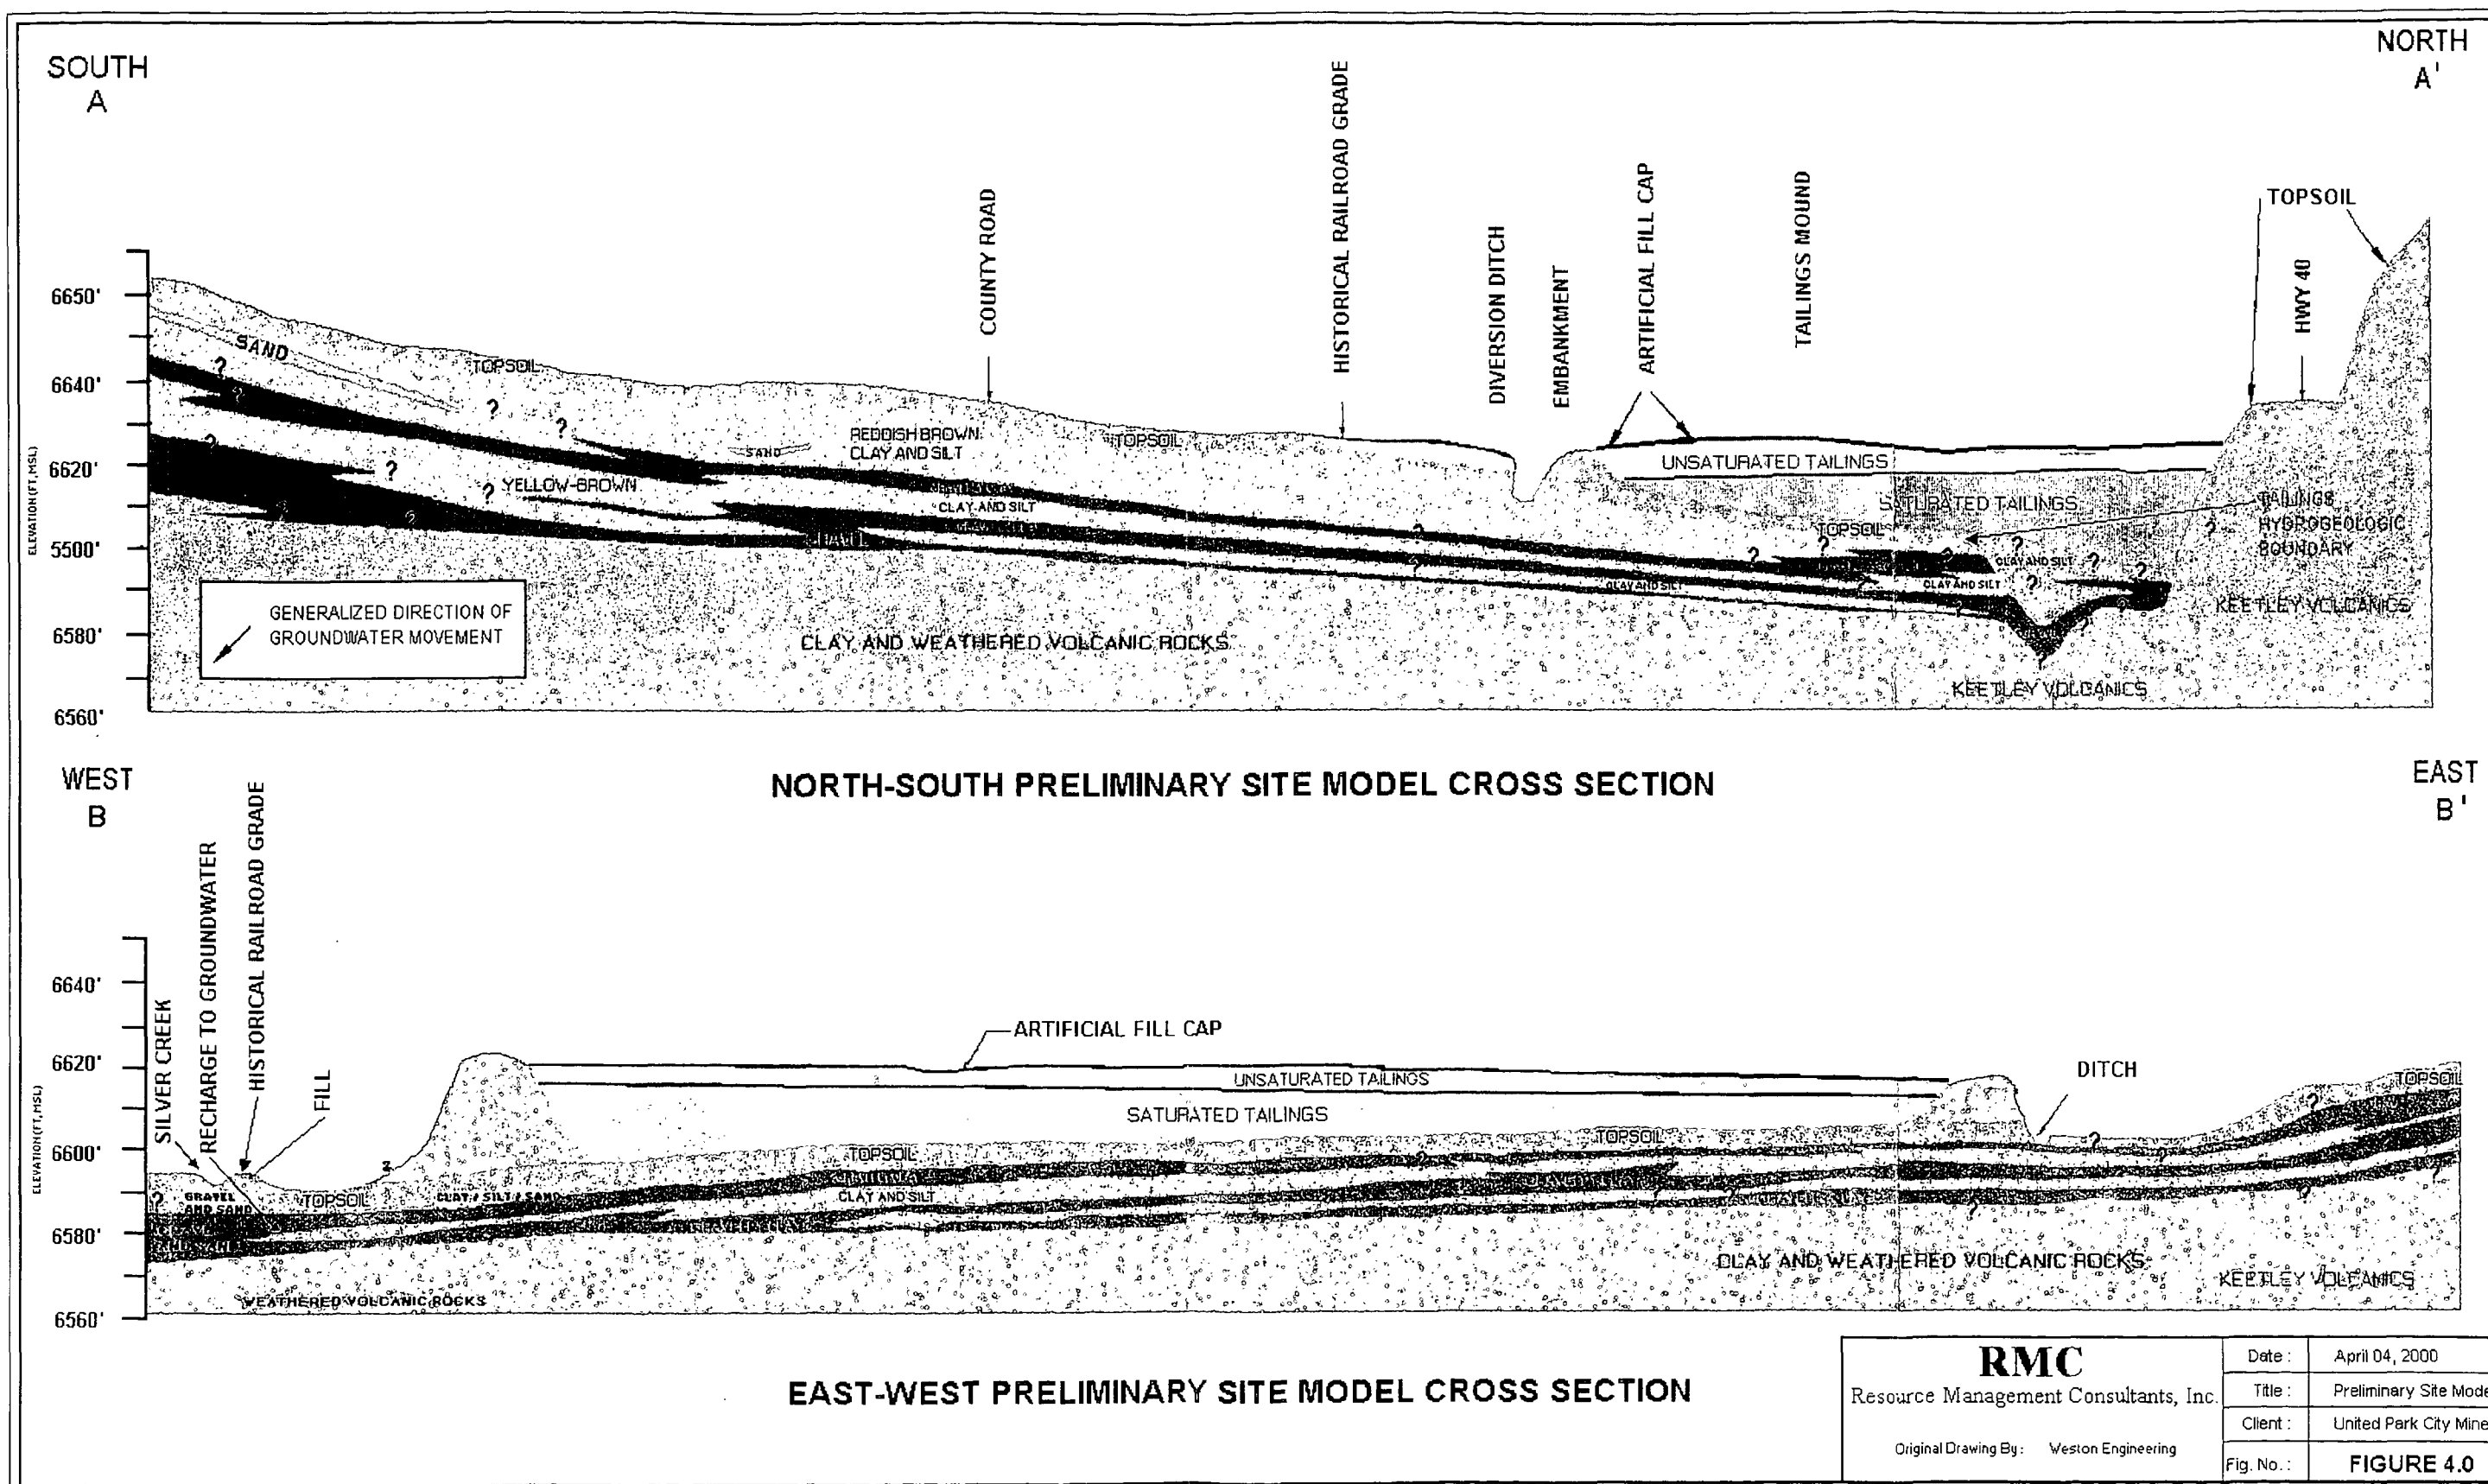 SOUTH
A
NORTH
A'
HISTORICAL RAILROAD GRADE
COUNTY ROAD
DIVERSION DITCH
EMBANKMENT
ARTIFICIAL FILL CAP
TAILINGS MOUND
TOPSOIL
HWY 40
ELEVATION (FT, MSL)
6650'
6640'
6620'
5500'
6580'
6560'
SAND
?
TOPSOIL
?
?
?
?
SAND
REDDISH BROWN
CLAY AND SILT
TOPSOIL
UNSATURATED TAILINGS
SATURATED TAILINGS
TAILINGS
HYDROGEOLOGIC
BOUNDARY
?
?
?
YELLOW-BROWN
CLAY AND SILT
TOPSOIL
?
?
?
CLAY AND SILT
CLAY AND SILT
CLAY AND SILT
KEETLEY VOLCANICS
GENERALIZED DIRECTION OF
GROUNDWATER MOVEMENT
CLAY AND WEATHERED VOLCANIC ROCKS
KEETLEY VOLCANICS
NORTH-SOUTH PRELIMINARY SITE MODEL CROSS SECTION
WEST
B
EAST
B'
SILVER CREEK
RECHARGE TO GROUNDWATER
HISTORICAL RAILROAD GRADE
FILL
ELEVATION (FT, MSL)
6640'
6620'
6600'
6580'
6560'
ARTIFICIAL FILL CAP
UNSATURATED TAILINGS
SATURATED TAILINGS
DITCH
TOPSOIL
?
TOPSOIL
TOPSOIL
?
?
GRAVEL
AND SAND
TOPSOIL
CLAY, SILT, SAND
CLAY AND SILT
CLAY AND WEATHERED VOLCANIC ROCKS
KEETLEY VOLCANICS
WEATHERED VOLCANIC ROCKS
EAST-WEST PRELIMINARY SITE MODEL CROSS SECTION
RMC
Resource Management Consultants, Inc.
Original Drawing By: Weston Engineering
Date: April 04, 2000
Title: Preliminary Site Mode
Client: United Park City Mine
Fig. No.: FIGURE 4.0